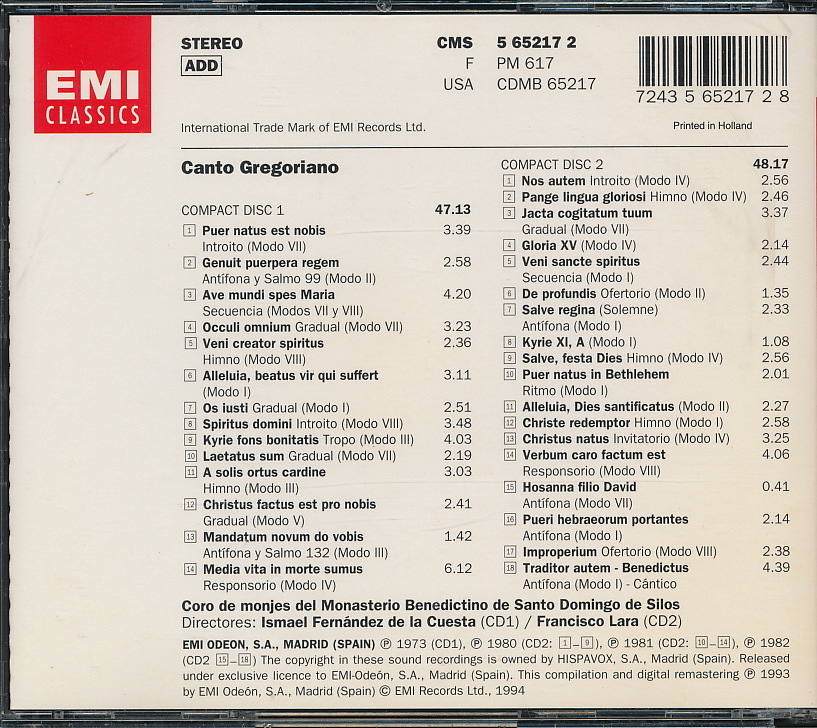 EMI
CLASSICS
STEREO
ADD
CMS 5 65217 2
F PM 617
USA CDMB 65217
7243 5 65217 2 8
International Trade Mark of EMI Records Ltd.
Printed in Holland
Canto Gregoriano
COMPACT DISC 1 47.13
1 Puer natus est nobis 3.39
Introito (Modo VII)
2 Genuit puerpera regem 2.58
Antífona y Salmo 99 (Modo II)
3 Ave mundi spes Maria 4.20
Secuencia (Modos VII y VIII)
4 Occuli omnium Gradual (Modo VII) 3.23
5 Veni creator spiritus 2.36
Himno (Modo VIII)
6 Alleluia, beatus vir qui suffert 3.11
(Modo I)
7 Os iusti Gradual (Modo I) 2.51
8 Spiritus domini Introito (Modo VIII) 3.48
9 Kyrie fons bonitatis Tropo (Modo III) 4.03
10 Laetatus sum Gradual (Modo VII) 2.19
11 A solis ortus cardine 3.03
Himno (Modo III)
12 Christus factus est pro nobis 2.41
Gradual (Modo V)
13 Mandatum novum do vobis 1.42
Antífona y Salmo 132 (Modo III)
14 Media vita in morte sumus 6.12
Responsorio (Modo IV)
COMPACT DISC 2 48.17
1 Nos autem Introito (Modo IV) 2.56
2 Pange lingua gloriosi Himno (Modo IV) 2.46
3 Jacta cogitatum tuum 3.37
Gradual (Modo VII)
4 Gloria XV (Modo IV) 2.14
5 Veni sancte spiritus 2.44
Secuencia (Modo I)
6 De profundis Ofertorio (Modo II) 1.35
7 Salve regina (Solemne) 2.33
Antífona (Modo I)
8 Kyrie XI, A (Modo I) 1.08
9 Salve, festa Dies Himno (Modo IV) 2.56
10 Puer natus in Bethlehem 2.01
Ritmo (Modo I)
11 Alleluia, Dies santificatus (Modo II) 2.27
12 Christe redemptor Himno (Modo I) 2.58
13 Christus natus Invitatorio (Modo IV) 3.25
14 Verbum caro factum est 4.06
Responsorio (Modo VIII)
15 Hosanna filio David 0.41
Antífona (Modo VII)
16 Pueri hebraeorum portantes 2.14
Antífona (Modo I)
17 Improperium Ofertorio (Modo VIII) 2.38
18 Traditor autem - Benedictus 4.39
Antífona (Modo I) - Cántico
Coro de monjes del Monasterio Benedictino de Santo Domingo de Silos
Directores: Ismael Fernández de la Cuesta (CD1) / Francisco Lara (CD2)
EMI ODEON, S.A., MADRID (SPAIN) ℗ 1973 (CD1), ℗ 1980 (CD2: 1–9), ℗ 1981 (CD2: 10–14), ℗ 1982
(CD2 15–18) The copyright in these sound recordings is owned by HISPAVOX, S.A., Madrid (Spain). Released
under exclusive licence to EMI-Odeón, S.A., Madrid (Spain). This compilation and digital remastering ℗ 1993
by EMI Odeón, S.A., Madrid (Spain) © EMI Records Ltd., 1994